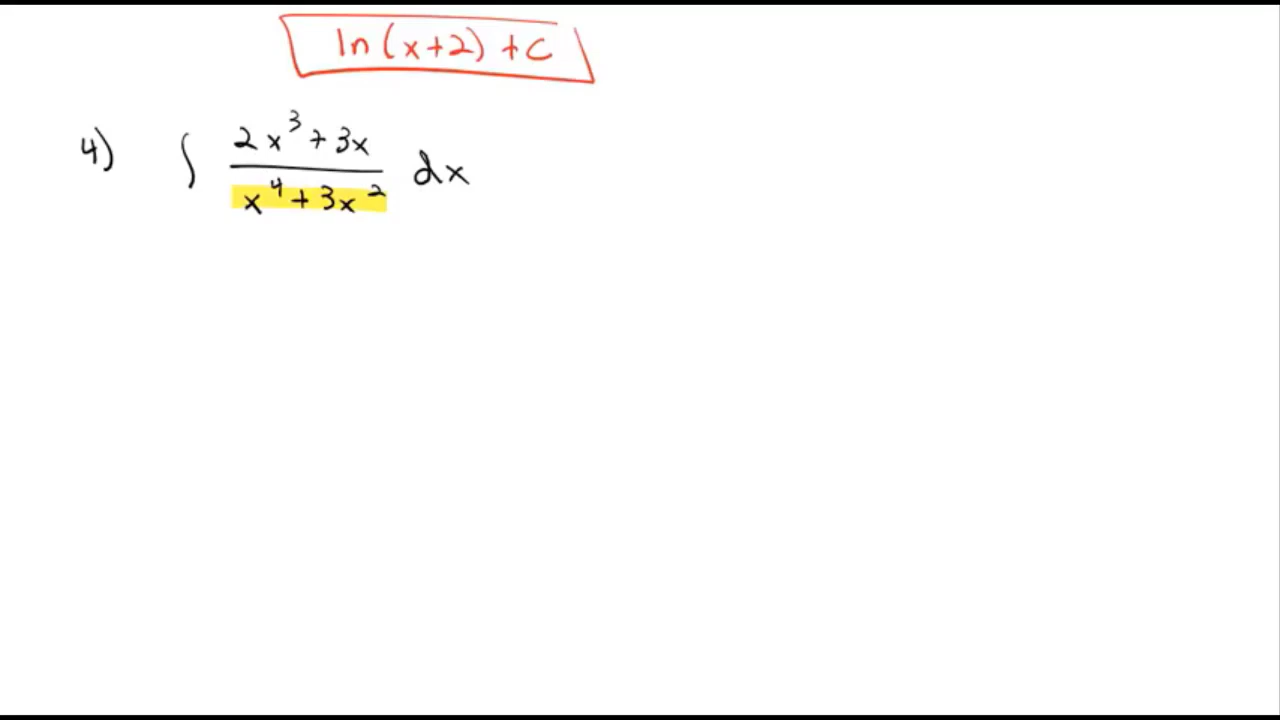 ln (x+2) + C
4) ∫ (2x³ + 3x)/(x⁴ + 3x²) dx